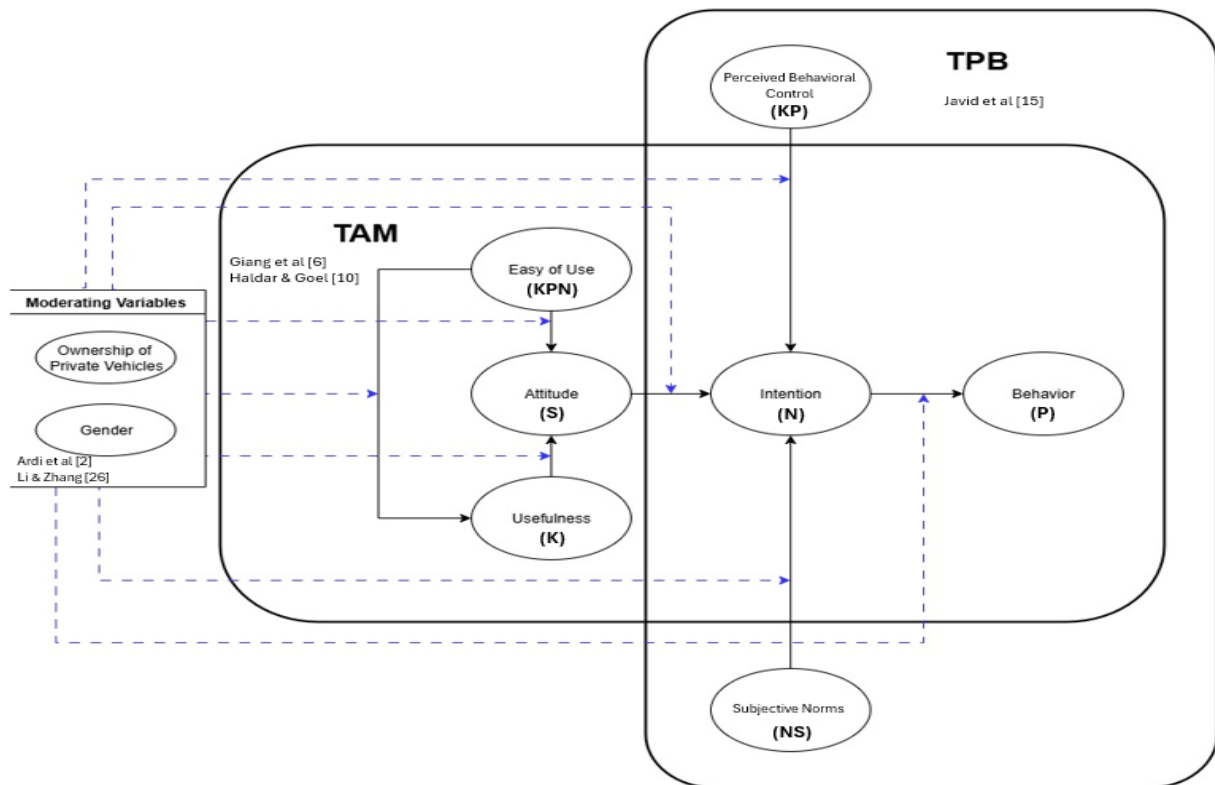 TPB
Perceived Behavioral
Control
(KP)
Javid et al [15]
TAM
Giang et al [6]
Haldar & Goel [10]
Easy of Use
(KPN)
Moderating Variables
Ownership of
Private Vehicles
Gender
Ardi et al [2]
Li & Zhang [26]
Attitude
(S)
Intention
(N)
Behavior
(P)
Usefulness
(K)
Subjective Norms
(NS)